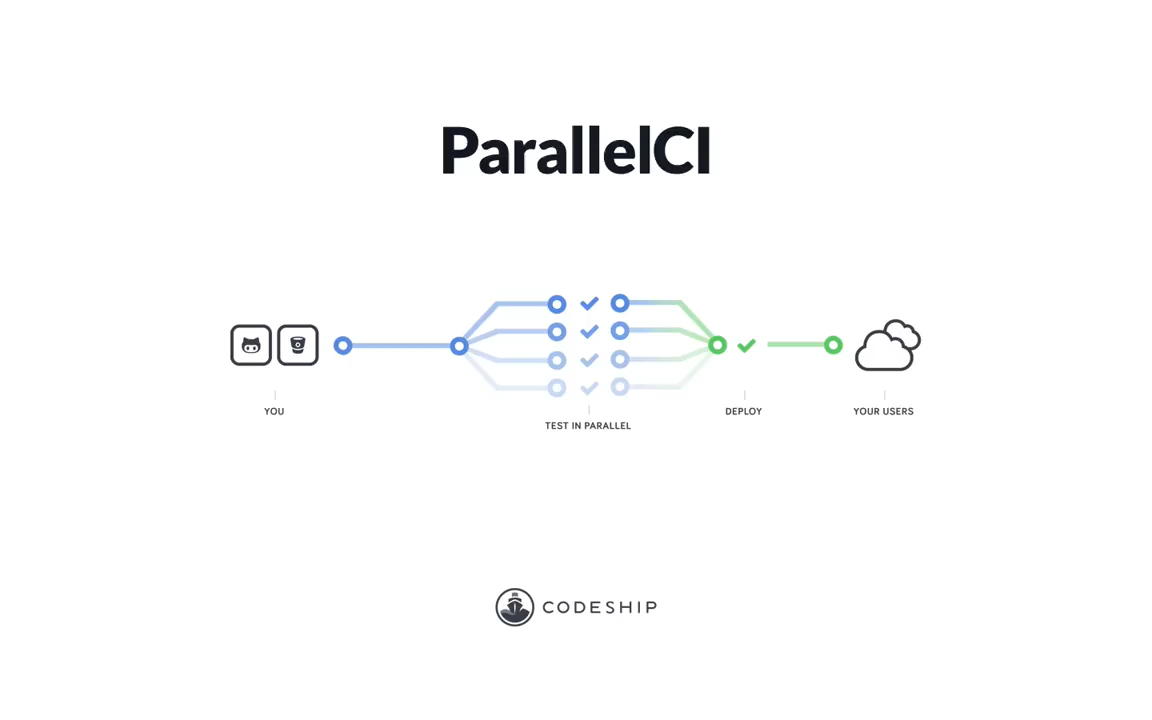 ParallelCI
YOU
TEST IN PARALLEL
DEPLOY
YOUR USERS
CODESHIP